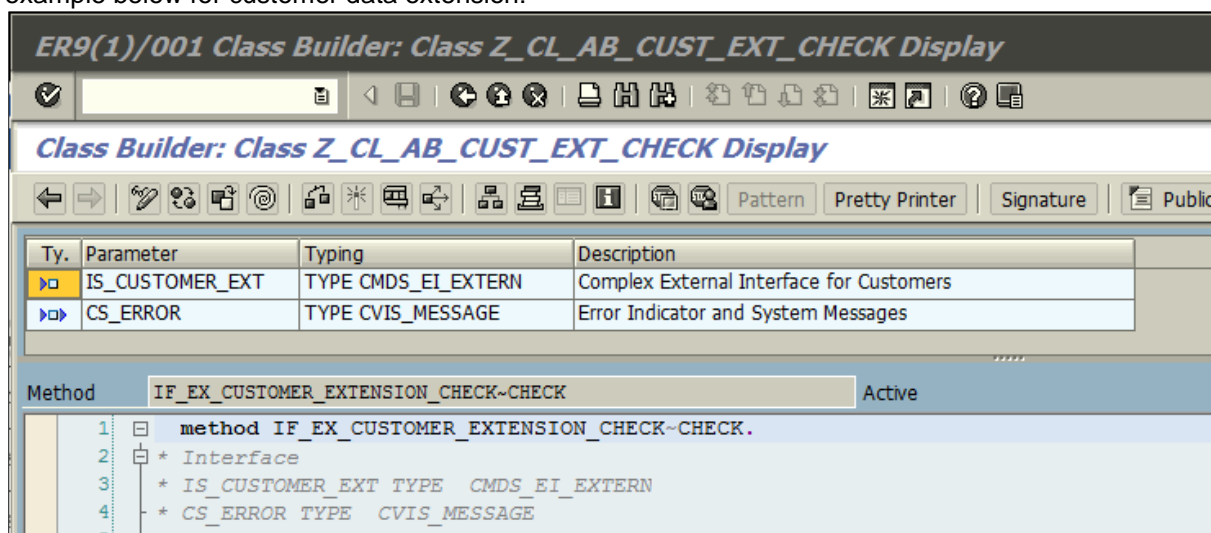 example below for customer data extension.
ER9(1)/001 Class Builder: Class Z_CL_AB_CUST_EXT_CHECK Display
Class Builder: Class Z_CL_AB_CUST_EXT_CHECK Display
Pattern Pretty Printer Signature Public
Ty. Parameter Typing Description
IS_CUSTOMER_EXT TYPE CMDS_EI_EXTERN Complex External Interface for Customers
CS_ERROR TYPE CVIS_MESSAGE Error Indicator and System Messages
Method IF_EX_CUSTOMER_EXTENSION_CHECK~CHECK Active
1 method IF_EX_CUSTOMER_EXTENSION_CHECK~CHECK.
2 * Interface
3 * IS_CUSTOMER_EXT TYPE CMDS_EI_EXTERN
4 * CS_ERROR TYPE CVIS_MESSAGE